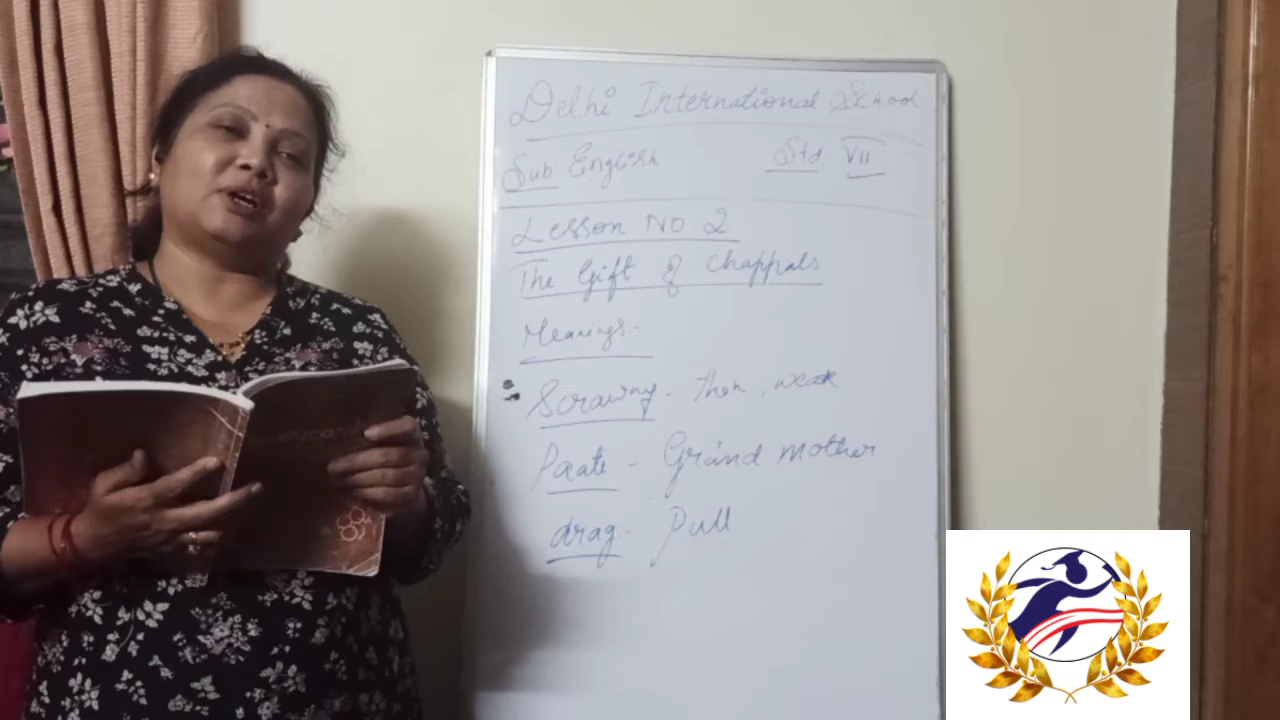 Delhi International School
Sub English Std VII
Lesson No 2
The Gift of Chappals
Meanings:-
Scrawny - thin, weak
Paati - Grand mother
drag - Pull
honeycomb